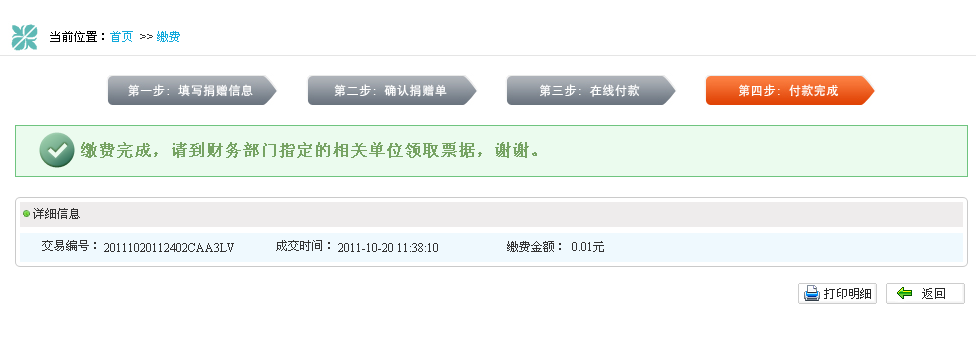 当前位置：首页 >> 缴费
第一步：填写捐赠信息 第二步：确认捐赠单 第三步：在线付款 第四步：付款完成
缴费完成，请到财务部门指定的相关单位领取票据，谢谢。
详细信息
交易编号：20111020112402CAA3LV 成交时间：2011-10-20 11:38:10 缴费金额：0.01元
打印明细 返回